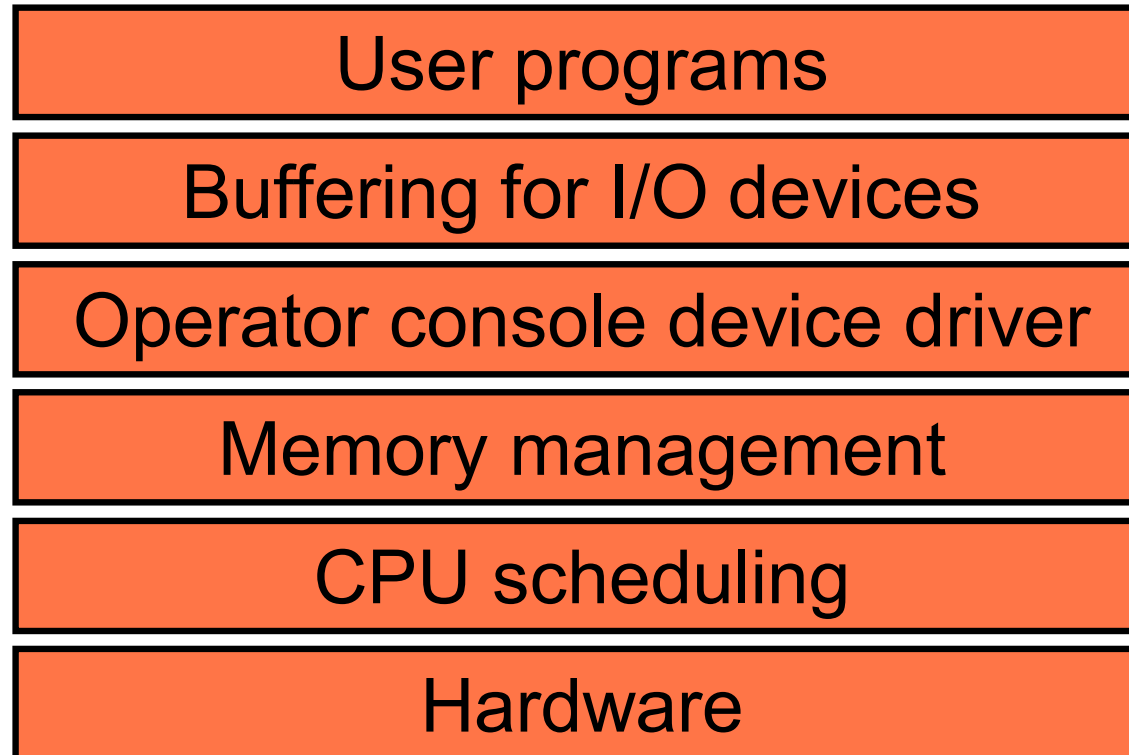 User programs
Buffering for I/O devices
Operator console device driver
Memory management
CPU scheduling
Hardware